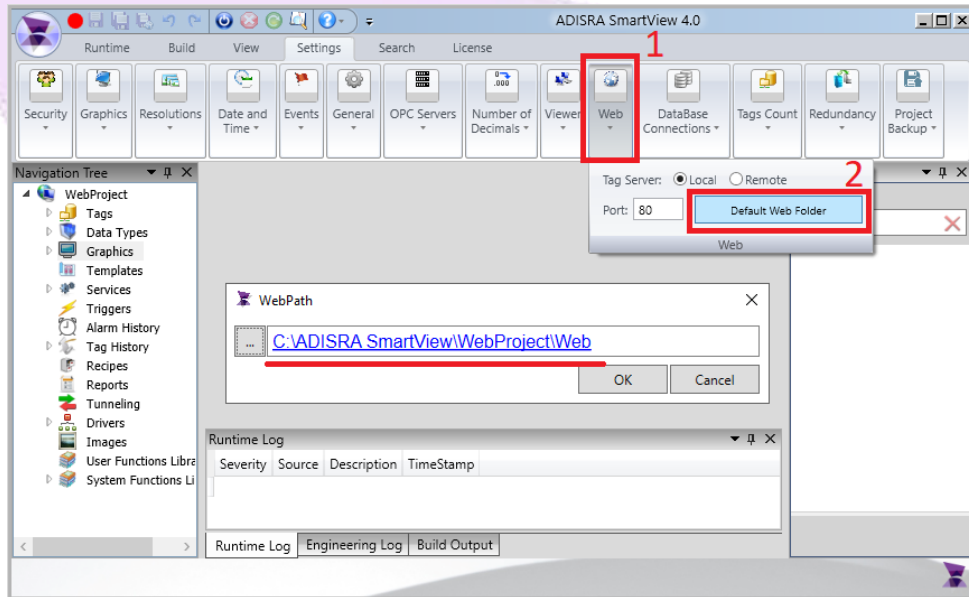 ADISRA SmartView 4.0
Runtime Build View Settings Search License
1
Security Graphics Resolutions Date and Time Events General OPC Servers .000 Number of Decimals Viewer Web DataBase Connections Tags Count Redundancy Project Backup
Navigation Tree
WebProject
Tags
Data Types
Graphics
Templates
Services
Triggers
Alarm History
Tag History
Recipes
Reports
Tunneling
Drivers
Images
User Functions Libra
System Functions Li
Tag Server: Local Remote
2
Port: 80 Default Web Folder
Web
WebPath
... C:\ADISRA SmartView\WebProject\Web
OK Cancel
Runtime Log
Severity Source Description TimeStamp
Runtime Log Engineering Log Build Output